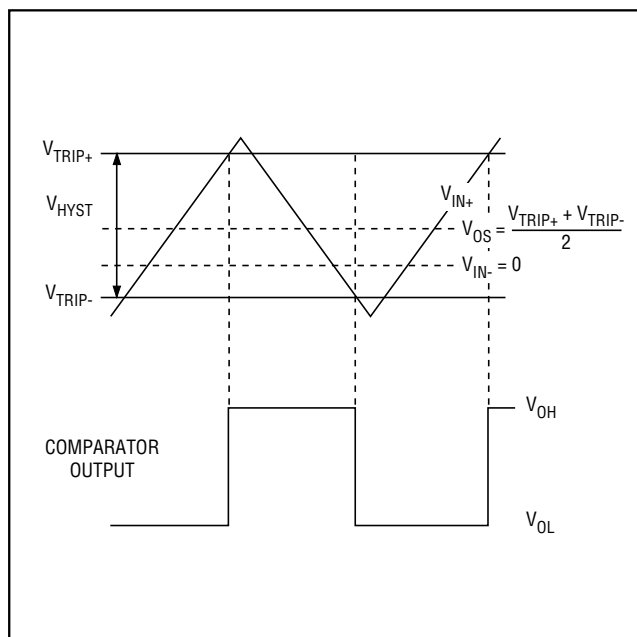 V_TRIP+
V_HYST
V_IN+
V_OS = (V_TRIP+ + V_TRIP-) / 2
V_IN- = 0
V_TRIP-
COMPARATOR
OUTPUT
V_OH
V_OL